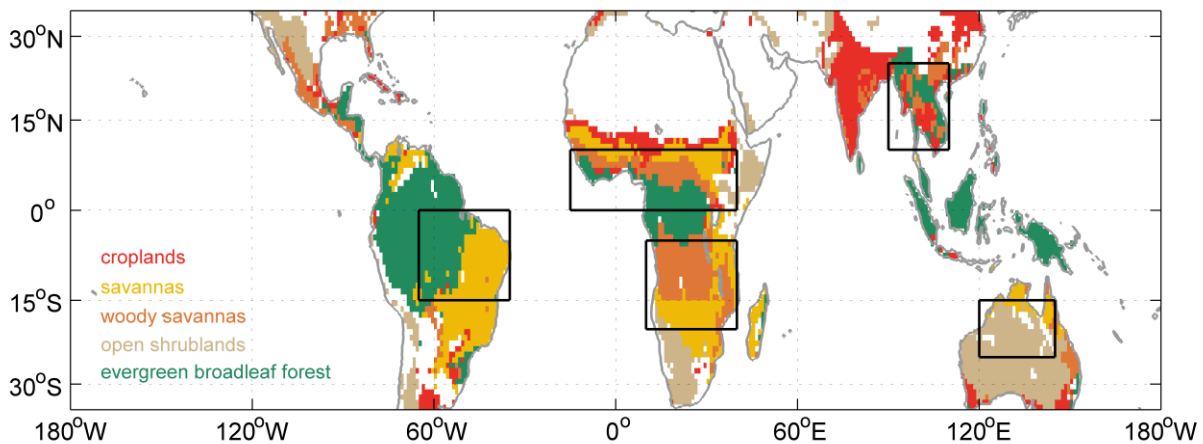 30°N
15°N
0°
15°S
30°S
croplands
savannas
woody savannas
open shrublands
evergreen broadleaf forest
180°W 120°W 60°W 0° 60°E 120°E 180°W